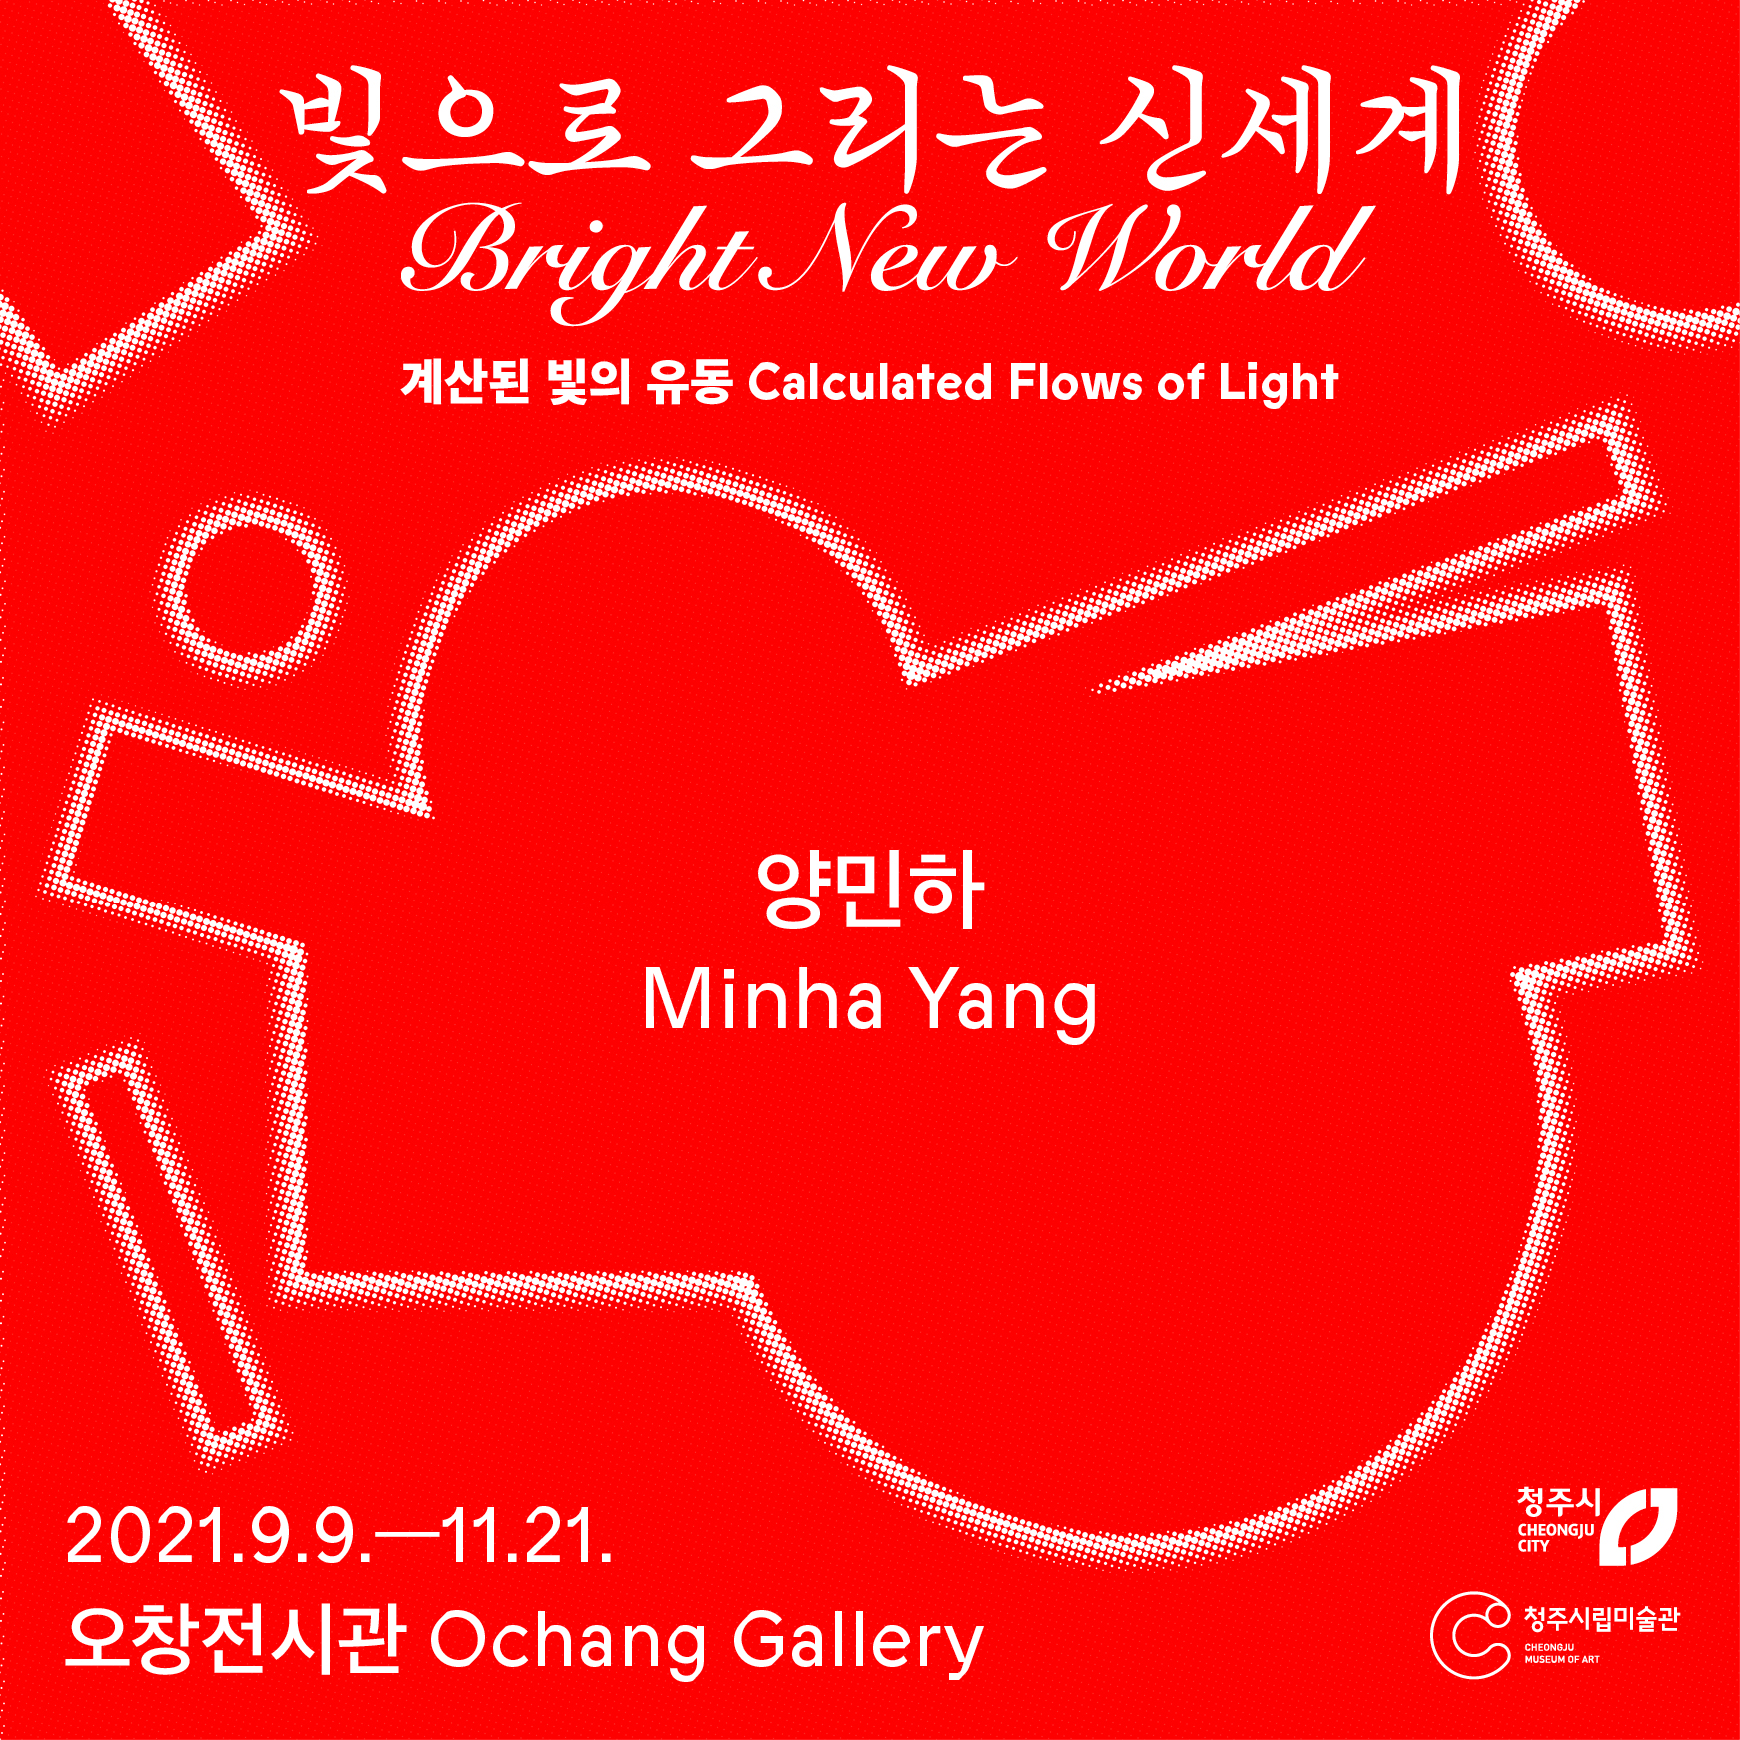 빛으로 그리는 신세계
Bright New World
계산된 빛의 유동 Calculated Flows of Light
양민하
Minha Yang
2021.9.9.—11.21.
오창전시관 Ochang Gallery
청주시
CHEONGJU
CITY
청주시립미술관
CHEONGJU
MUSEUM OF ART